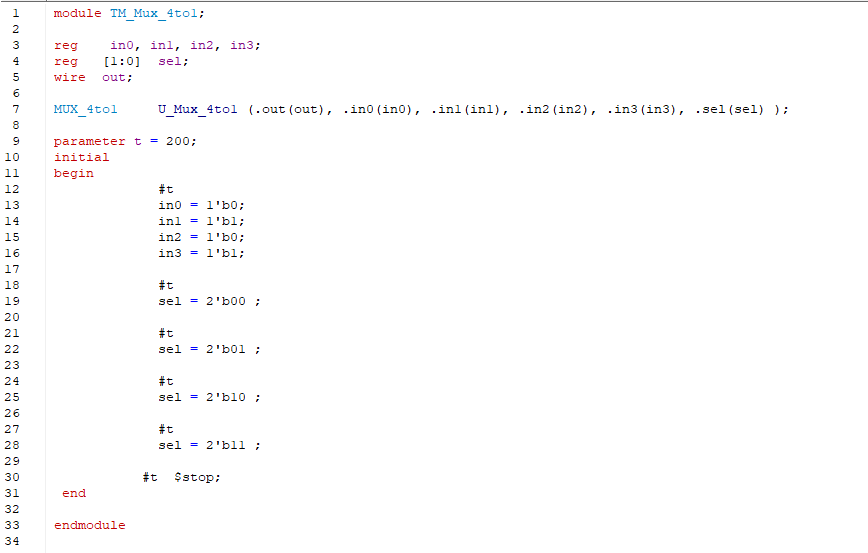 1 module TM_Mux_4to1;
2
3 reg in0, in1, in2, in3;
4 reg [1:0] sel;
5 wire out;
6
7 MUX_4to1 U_Mux_4to1 (.out(out), .in0(in0), .in1(in1), .in2(in2), .in3(in3), .sel(sel) );
8
9 parameter t = 200;
10 initial
11 begin
12 #t
13 in0 = 1'b0;
14 in1 = 1'b1;
15 in2 = 1'b0;
16 in3 = 1'b1;
17
18 #t
19 sel = 2'b00 ;
20
21 #t
22 sel = 2'b01 ;
23
24 #t
25 sel = 2'b10 ;
26
27 #t
28 sel = 2'b11 ;
29
30 #t $stop;
31 end
32
33 endmodule
34